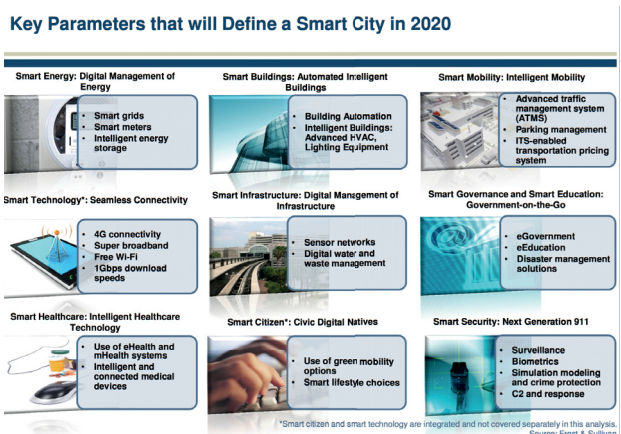 Key Parameters that will Define a Smart City in 2020
Smart Energy: Digital Management of
Energy
• Smart grids
• Smart meters
• Intelligent energy
storage
Smart Buildings: Automated Intelligent
Buildings
• Building Automation
• Intelligent Buildings:
Advanced HVAC,
Lighting Equipment
Smart Mobility: Intelligent Mobility
• Advanced traffic
management system
(ATMS)
• Parking management
• ITS-enabled
transportation pricing
system
Smart Technology*: Seamless Connectivity
• 4G connectivity
• Super broadband
• Free Wi-Fi
• 1Gbps download
speeds
Smart Infrastructure: Digital Management of
Infrastructure
• Sensor networks
• Digital water and
waste management
Smart Governance and Smart Education:
Government-on-the-Go
• eGovernment
• eEducation
• Disaster management
solutions
Smart Healthcare: Intelligent Healthcare
Technology
• Use of eHealth and
mHealth systems
• Intelligent and
connected medical
devices
Smart Citizen*: Civic Digital Natives
• Use of green mobility
options
• Smart lifestyle choices
Smart Security: Next Generation 911
• Surveillance
• Biometrics
• Simulation modeling
and crime protection
• C2 and response
*Smart citizen and smart technology are integrated and not covered separately in this analysis.
Source: Frost & Sullivan